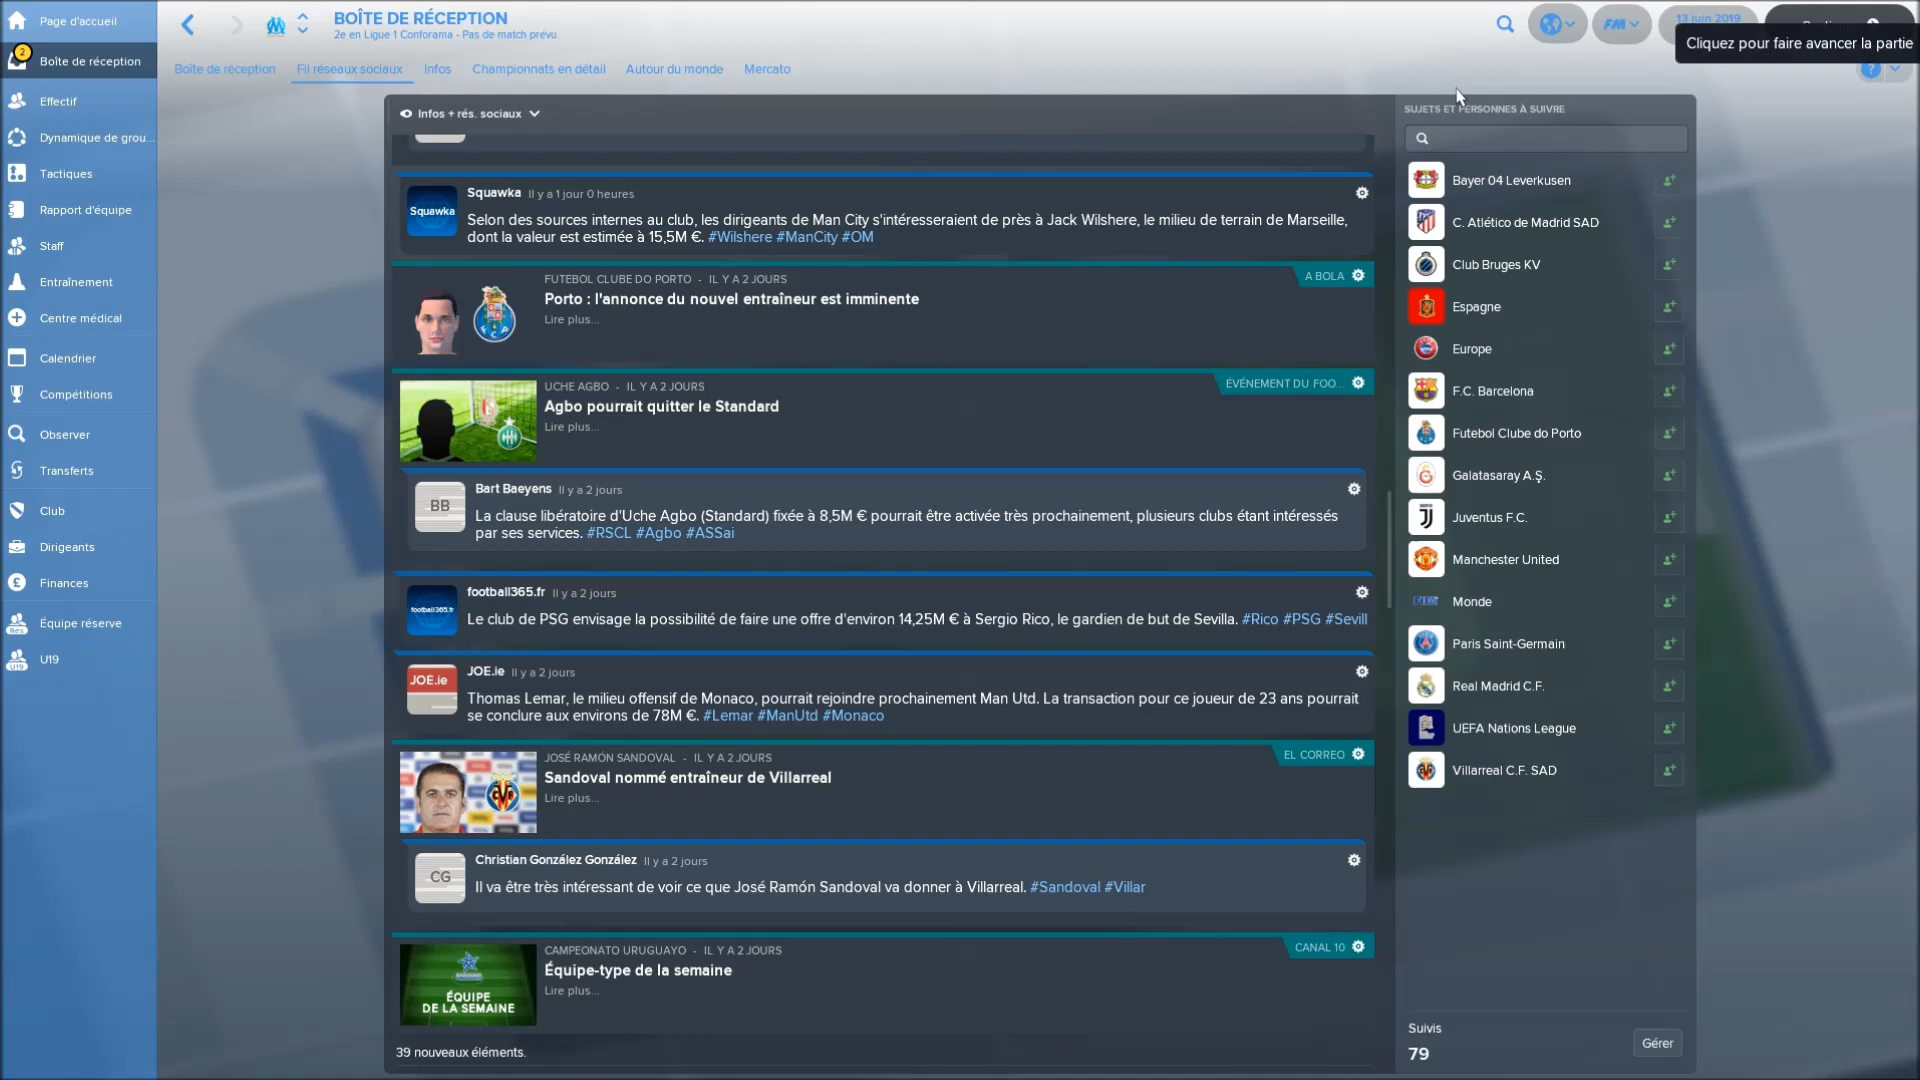 Page d'accueil
2
Boîte de réception
Effectif
Dynamique de grou...
Tactiques
Rapport d'équipe
Staff
Entraînement
Centre médical
Calendrier
Compétitions
Observer
Transferts
Club
Dirigeants
Finances
Équipe réserve
U19
BOÎTE DE RÉCEPTION
2e en Ligue 1 Conforama - Pas de match prévu.
FM
13 juin 2019
Cliquez pour faire avancer la partie
Boîte de réception
Fil réseaux sociaux
Infos
Championnats en détail
Autour du monde
Mercato
Infos + rés. sociaux
Squawka
Squawka Il y a 1 jour 0 heures
Selon des sources internes au club, les dirigeants de Man City s'intéresseraient de près à Jack Wilshere, le milieu de terrain de Marseille,
dont la valeur est estimée à 15,5M €. #Wilshere #ManCity #OM
FUTEBOL CLUBE DO PORTO - IL Y A 2 JOURS
A BOLA
Porto : l'annonce du nouvel entraîneur est imminente
Lire plus...
UCHE AGBO - IL Y A 2 JOURS
ÉVÉNEMENT DU FOO...
Agbo pourrait quitter le Standard
Lire plus...
BB
Bart Baeyens Il y a 2 jours
La clause libératoire d'Uche Agbo (Standard) fixée à 8,5M € pourrait être activée très prochainement, plusieurs clubs étant intéressés
par ses services. #RSCL #Agbo #ASSai
football365.fr
football365.fr Il y a 2 jours
Le club de PSG envisage la possibilité de faire une offre d'environ 14,25M € à Sergio Rico, le gardien de but de Sevilla. #Rico #PSG #Sevill
JOE.ie
JOE.ie Il y a 2 jours
Thomas Lemar, le milieu offensif de Monaco, pourrait rejoindre prochainement Man Utd. La transaction pour ce joueur de 23 ans pourrait
se conclure aux environs de 78M €. #Lemar #ManUtd #Monaco
JOSÉ RAMÓN SANDOVAL - IL Y A 2 JOURS
EL CORREO
Sandoval nommé entraîneur de Villarreal
Lire plus...
CG
Christian González González Il y a 2 jours
Il va être très intéressant de voir ce que José Ramón Sandoval va donner à Villarreal. #Sandoval #Villar
CAMPEONATO URUGUAYO - IL Y A 2 JOURS
CANAL 10
Équipe-type de la semaine
Lire plus...
ÉQUIPE
DE LA SEMAINE
39 nouveaux éléments.
SUJETS ET PERSONNES À SUIVRE
Bayer 04 Leverkusen
C. Atlético de Madrid SAD
Club Bruges KV
Espagne
Europe
F.C. Barcelona
Futebol Clube do Porto
Galatasaray A.Ş.
Juventus F.C.
Manchester United
Monde
Paris Saint-Germain
Real Madrid C.F.
UEFA Nations League
Villarreal C.F. SAD
Suivis
79
Gérer